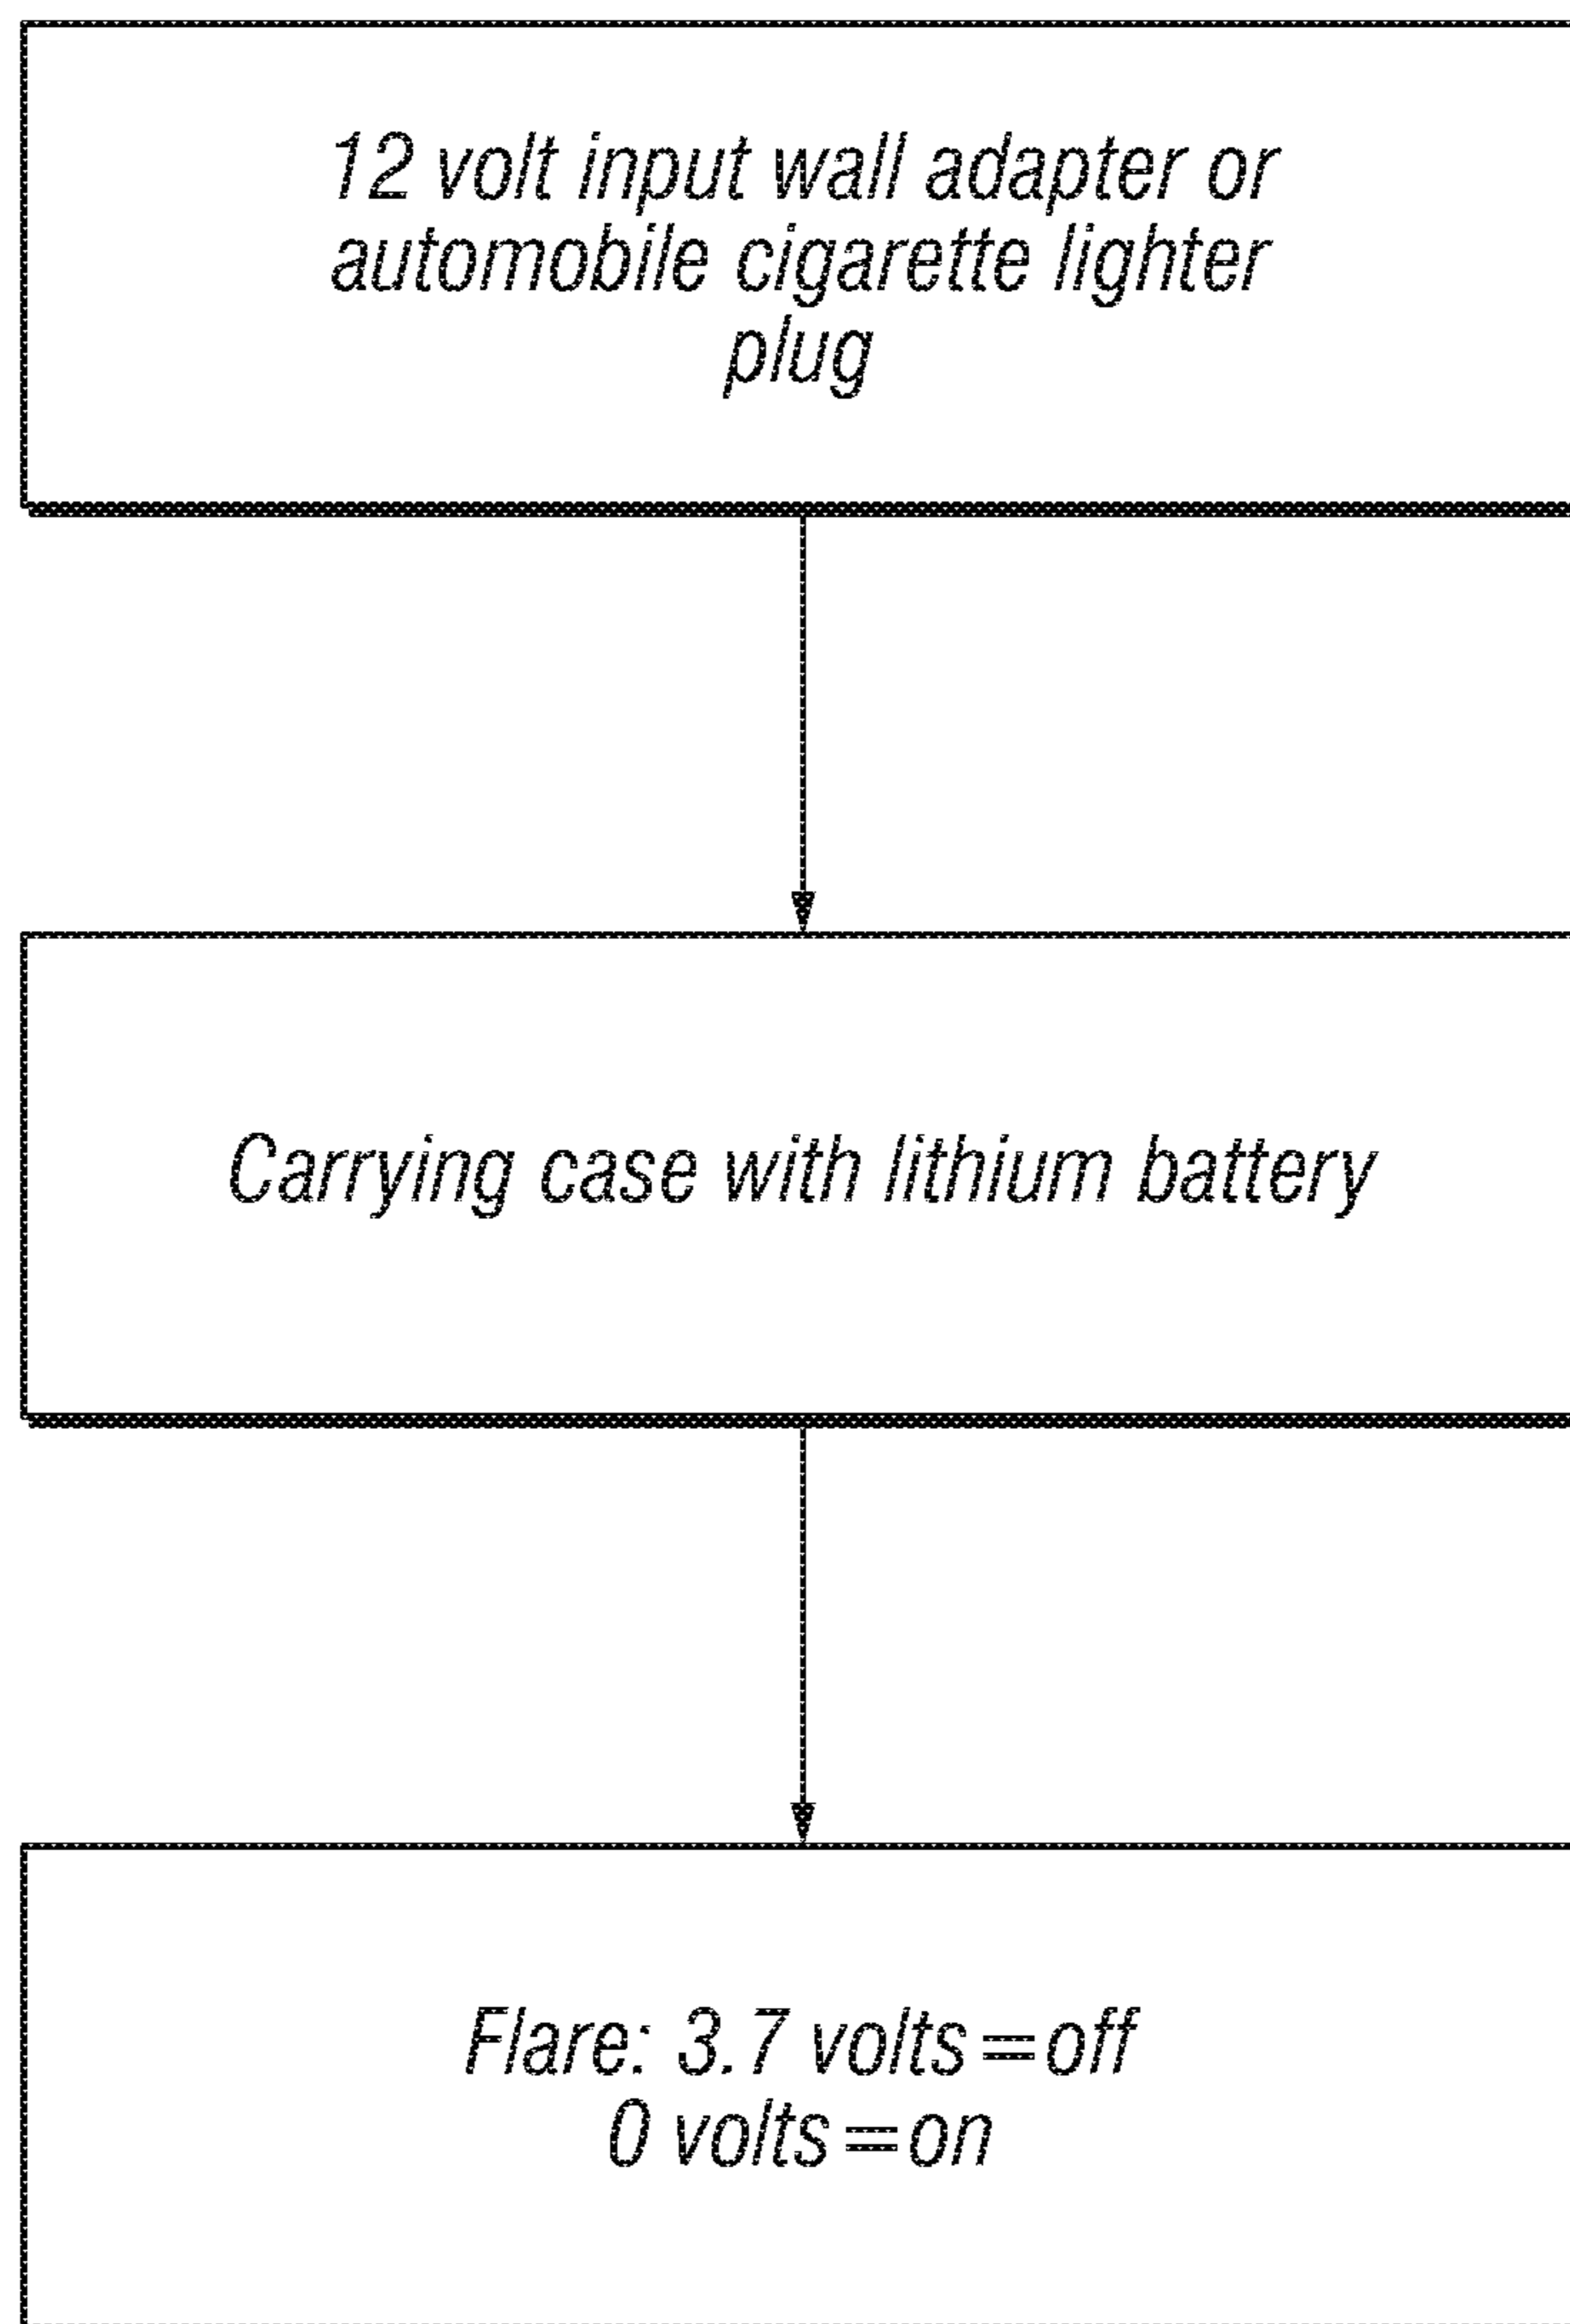 12 volt input wall adapter or
automobile cigarette lighter
plug
Carrying case with lithium battery
Flare: 3.7 volts=off
0 volts=on